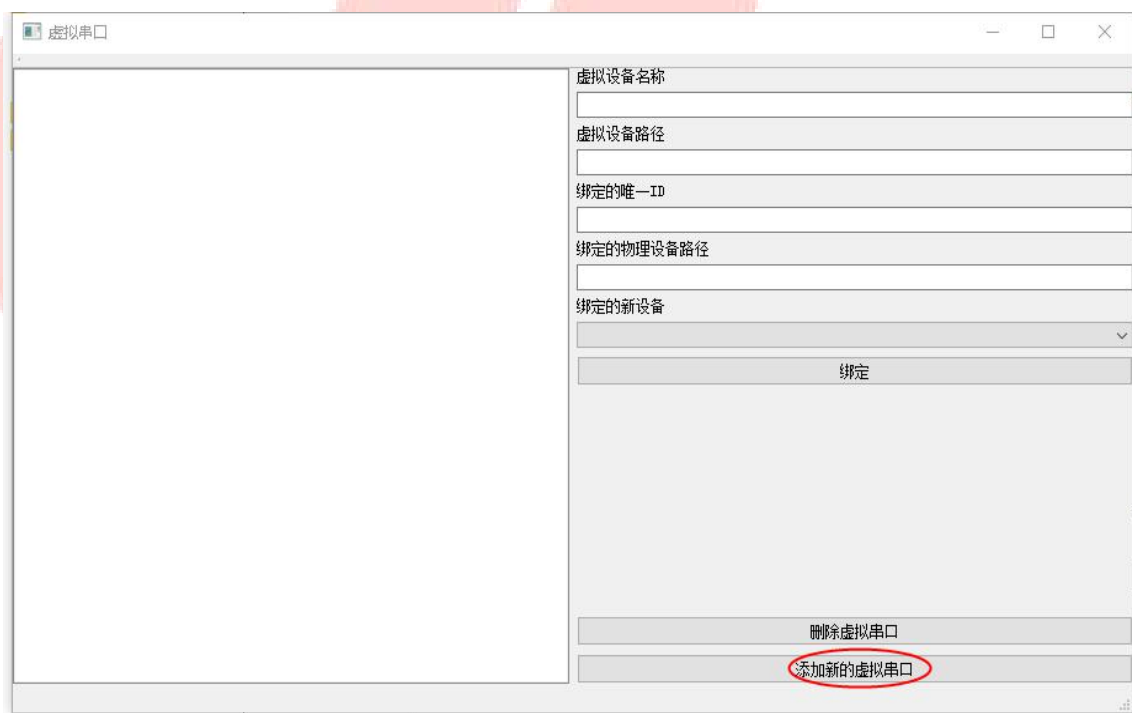 虚拟串口
虚拟设备名称
虚拟设备路径
绑定的唯一ID
绑定的物理设备路径
绑定的新设备
绑定
删除虚拟串口
添加新的虚拟串口